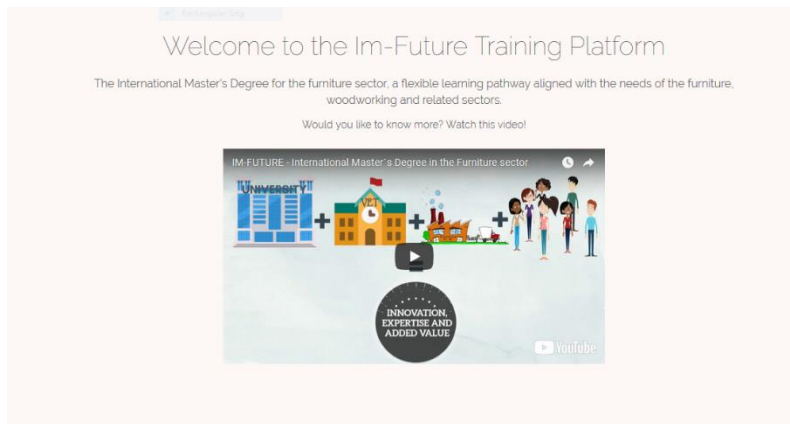 Rectangular Snip
Welcome to the Im-Future Training Platform
The International Master's Degree for the furniture sector, a flexible learning pathway aligned with the needs of the furniture,
woodworking and related sectors.
Would you like to know more? Watch this video!
IM-FUTURE - International Master´s Degree in the Furniture sector
UNIVERSITY
VET
INNOVATION,
EXPERTISE AND
ADDED VALUE
YouTube